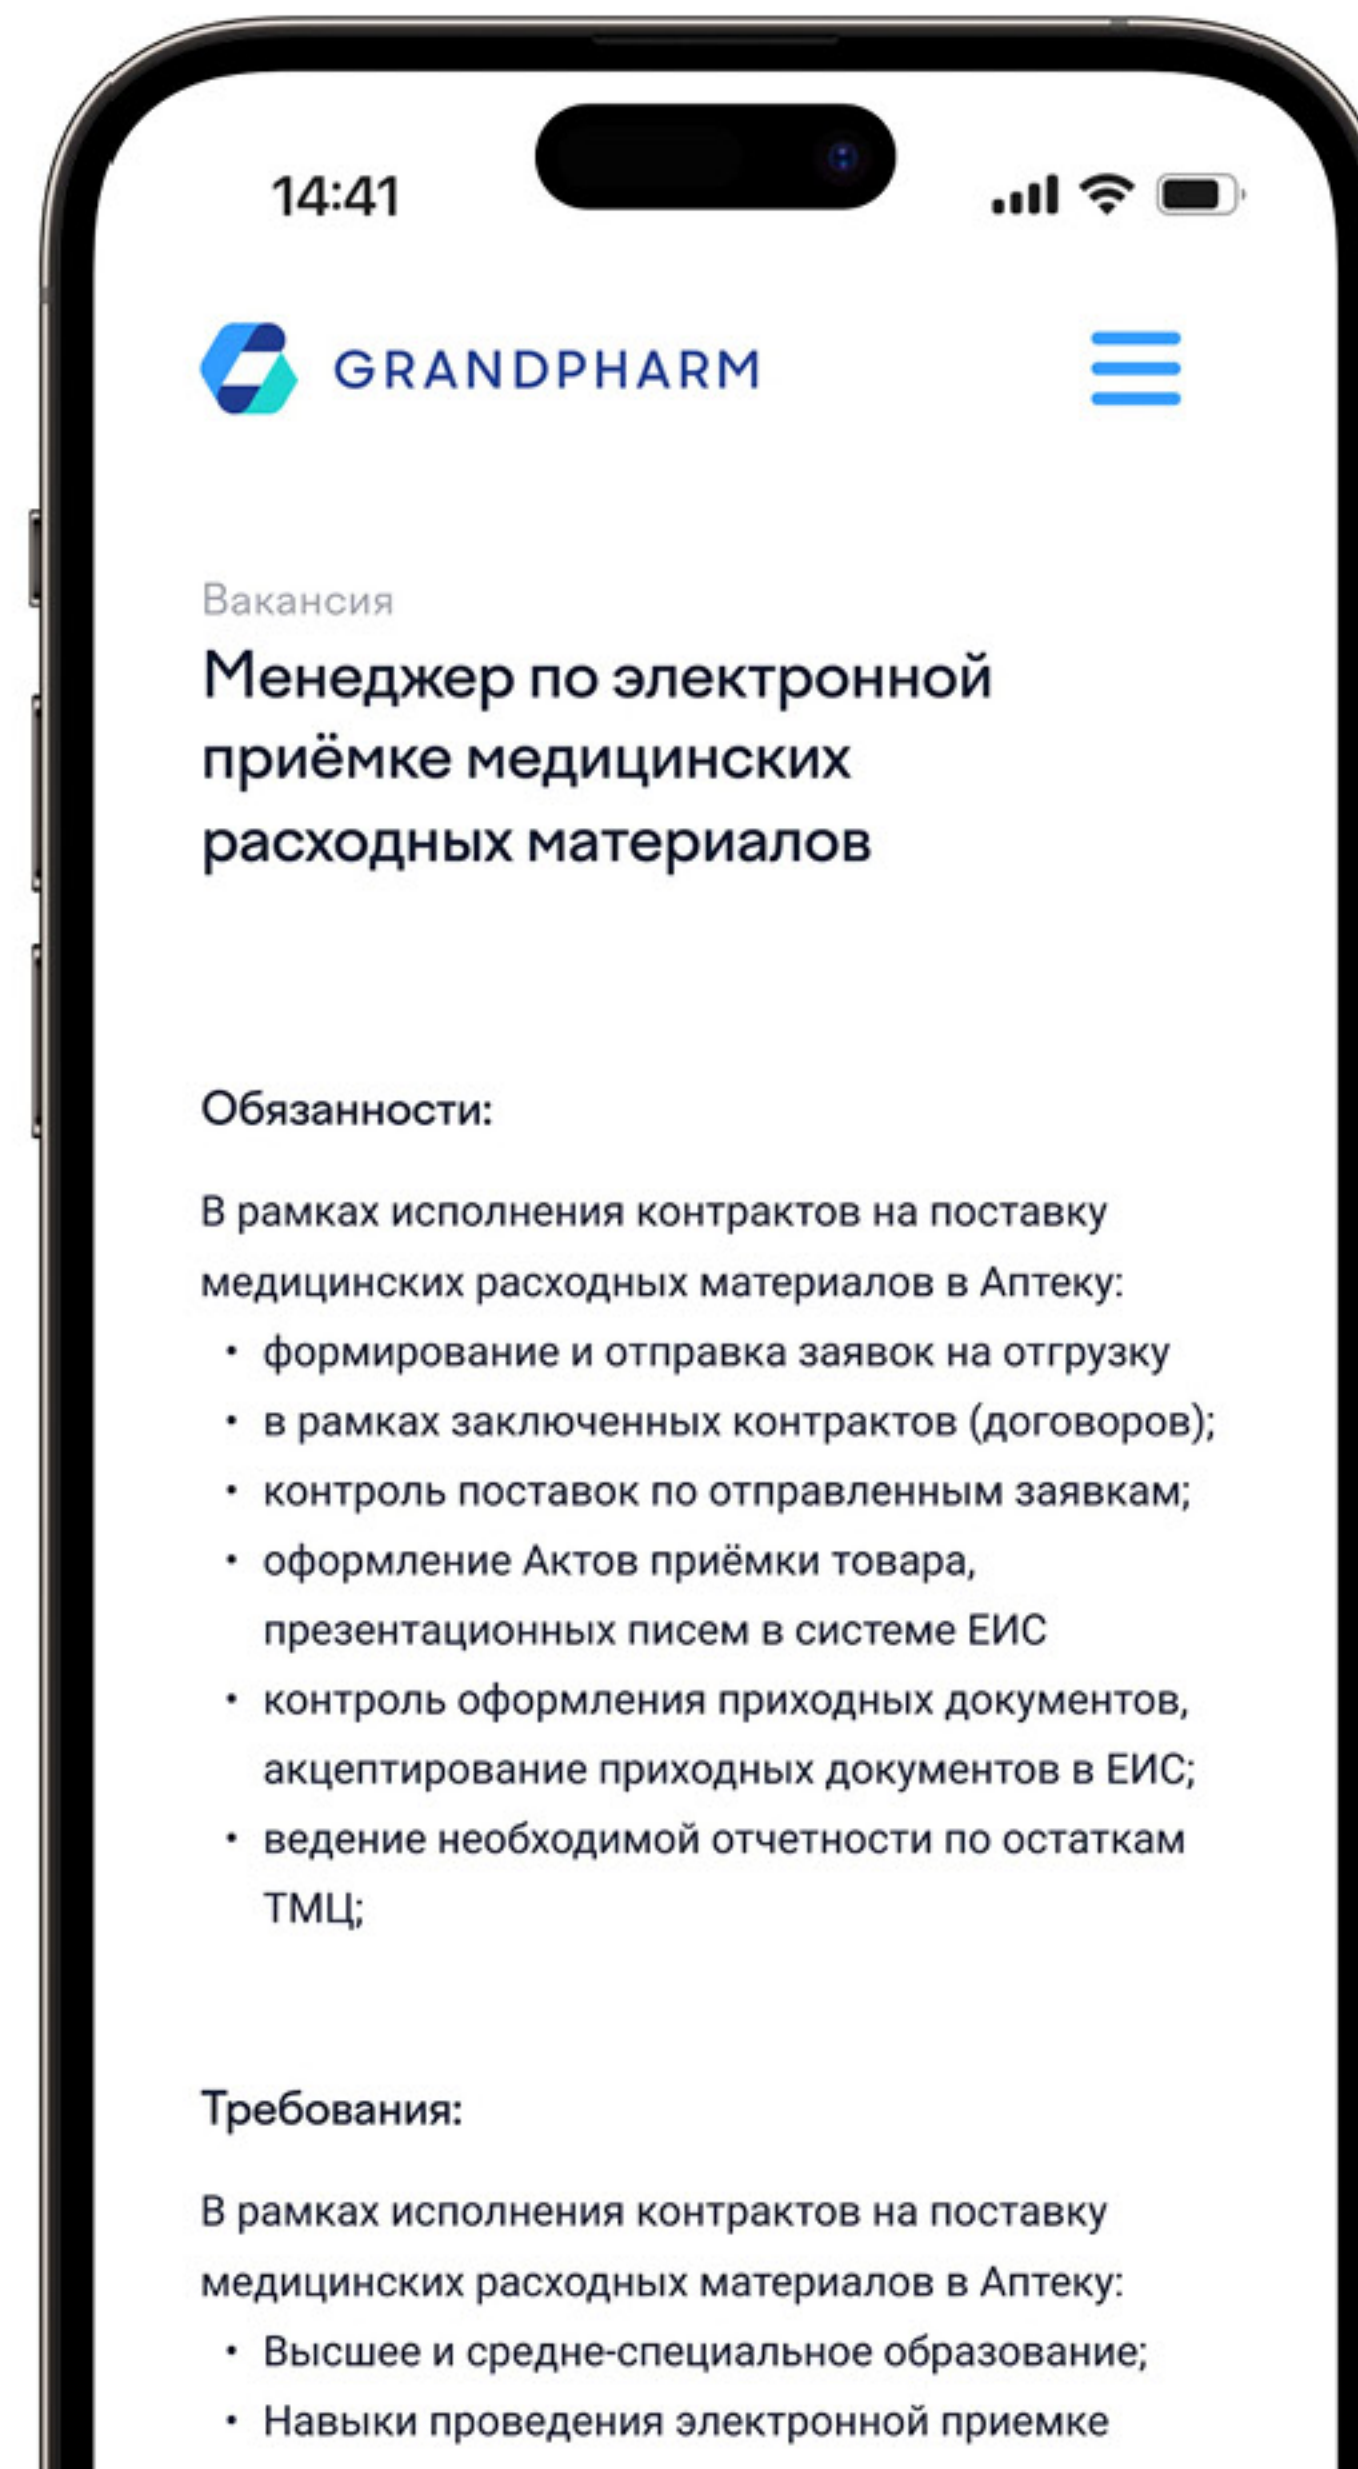 14:41
GRANDPHARM
Вакансия
Менеджер по электронной
приёмке медицинских
расходных материалов
Обязанности:
В рамках исполнения контрактов на поставку
медицинских расходных материалов в Аптеку:
• формирование и отправка заявок на отгрузку
• в рамках заключенных контрактов (договоров);
• контроль поставок по отправленным заявкам;
• оформление Актов приёмки товара,
презентационных писем в системе ЕИС
• контроль оформления приходных документов,
акцептирование приходных документов в ЕИС;
• ведение необходимой отчетности по остаткам
ТМЦ;
Требования:
В рамках исполнения контрактов на поставку
медицинских расходных материалов в Аптеку:
• Высшее и средне-специальное образование;
• Навыки проведения электронной приемке